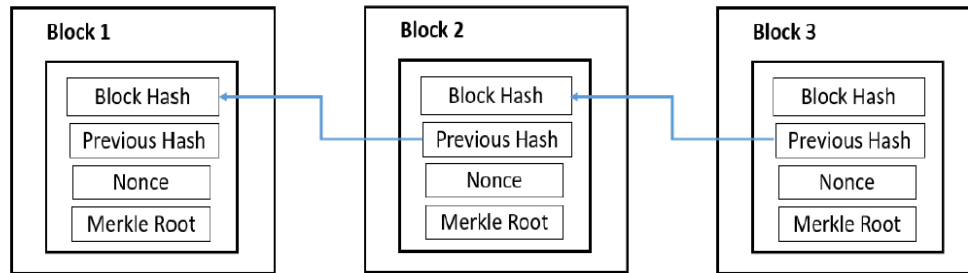 Block 1
Block Hash
Previous Hash
Nonce
Merkle Root
Block 2
Block Hash
Previous Hash
Nonce
Merkle Root
Block 3
Block Hash
Previous Hash
Nonce
Merkle Root